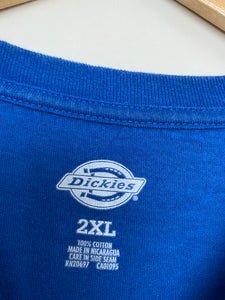 Dickies
2XL
100% COTTON
MADE IN NICARAGUA
CARE IN SIDE SEAM
RN20697 CA01095